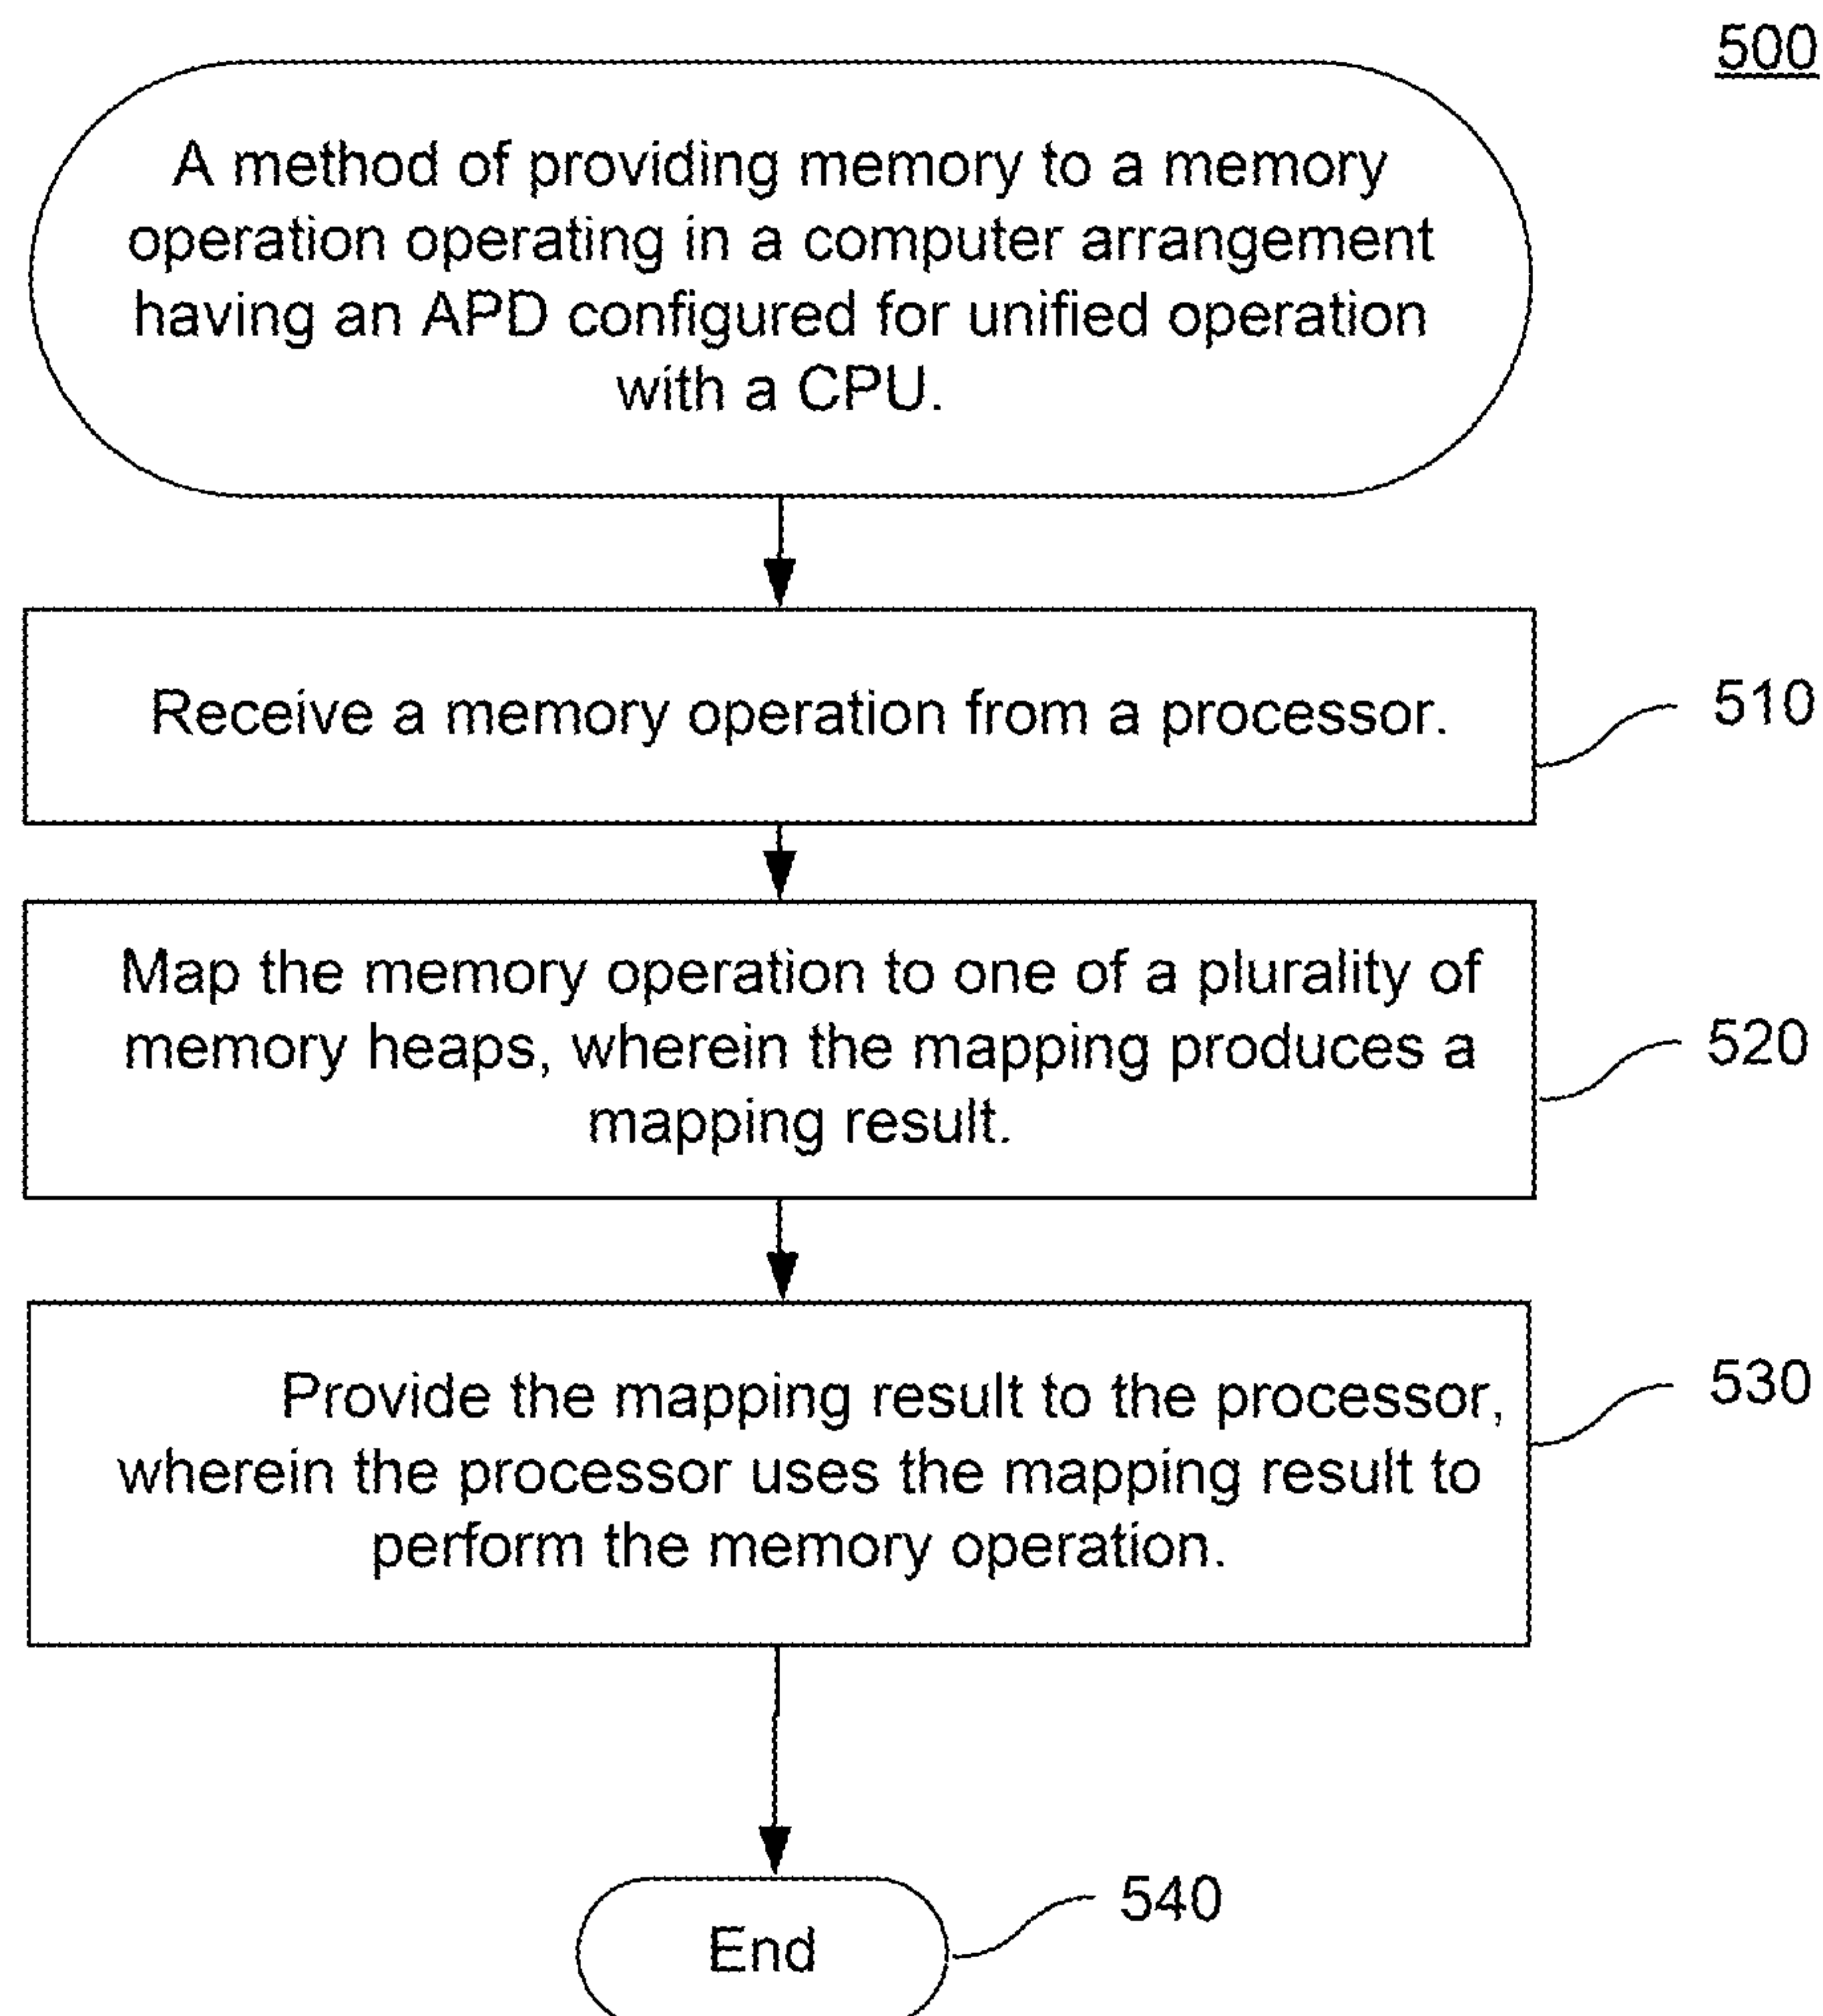 500
A method of providing memory to a memory
operation operating in a computer arrangement
having an APD configured for unified operation
with a CPU.
Receive a memory operation from a processor.
510
Map the memory operation to one of a plurality of
memory heaps, wherein the mapping produces a
mapping result.
520
Provide the mapping result to the processor,
wherein the processor uses the mapping result to
perform the memory operation.
530
End
540